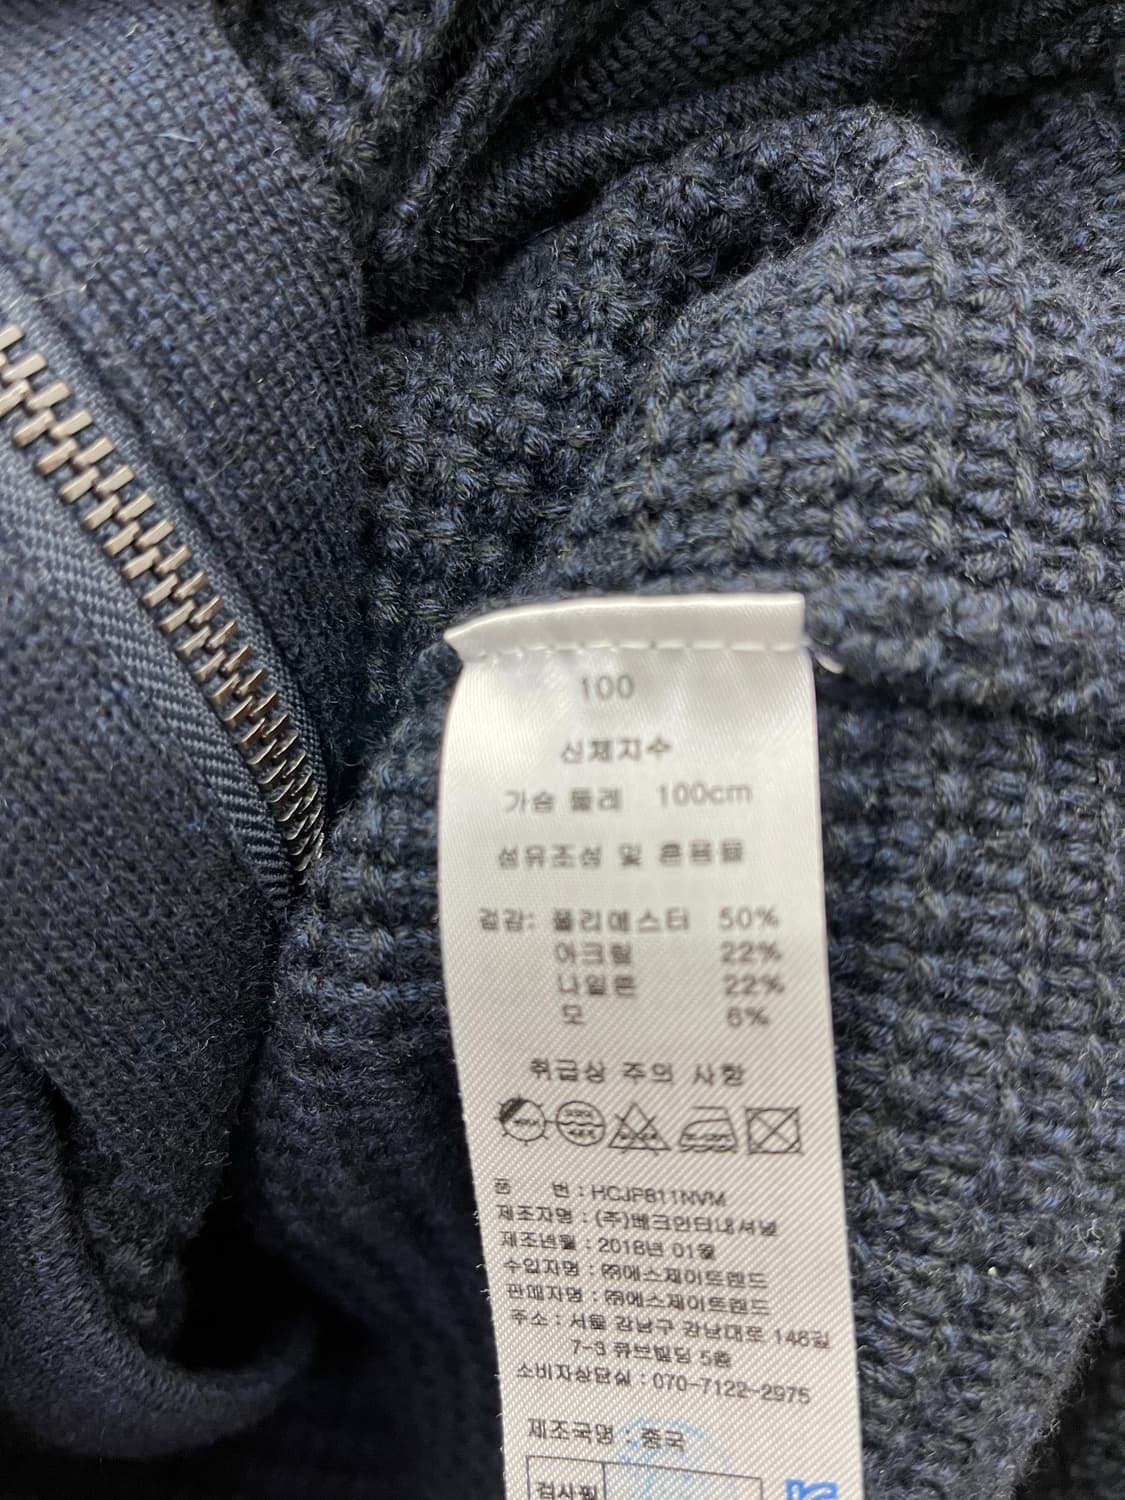 100
신체지수
가슴 둘레 100cm
섬유조성 및 혼용률
겉감: 폴리에스터 50%
아크릴 22%
나일론 22%
모 6%
취급상 주의 사항
품 번 : HCJP811NVM
제조자명 : (주)베크인터내셔널
제조년월 : 2018년 01월
수입자명 : ㈜에스제이트렌드
판매자명 : ㈜에스제이트렌드
주소 : 서울 강남구 강남대로 146길
7-3 큐브빌딩 5층
소비자상담실 : 070-7122-2975
제조국명 : 중국
검사필